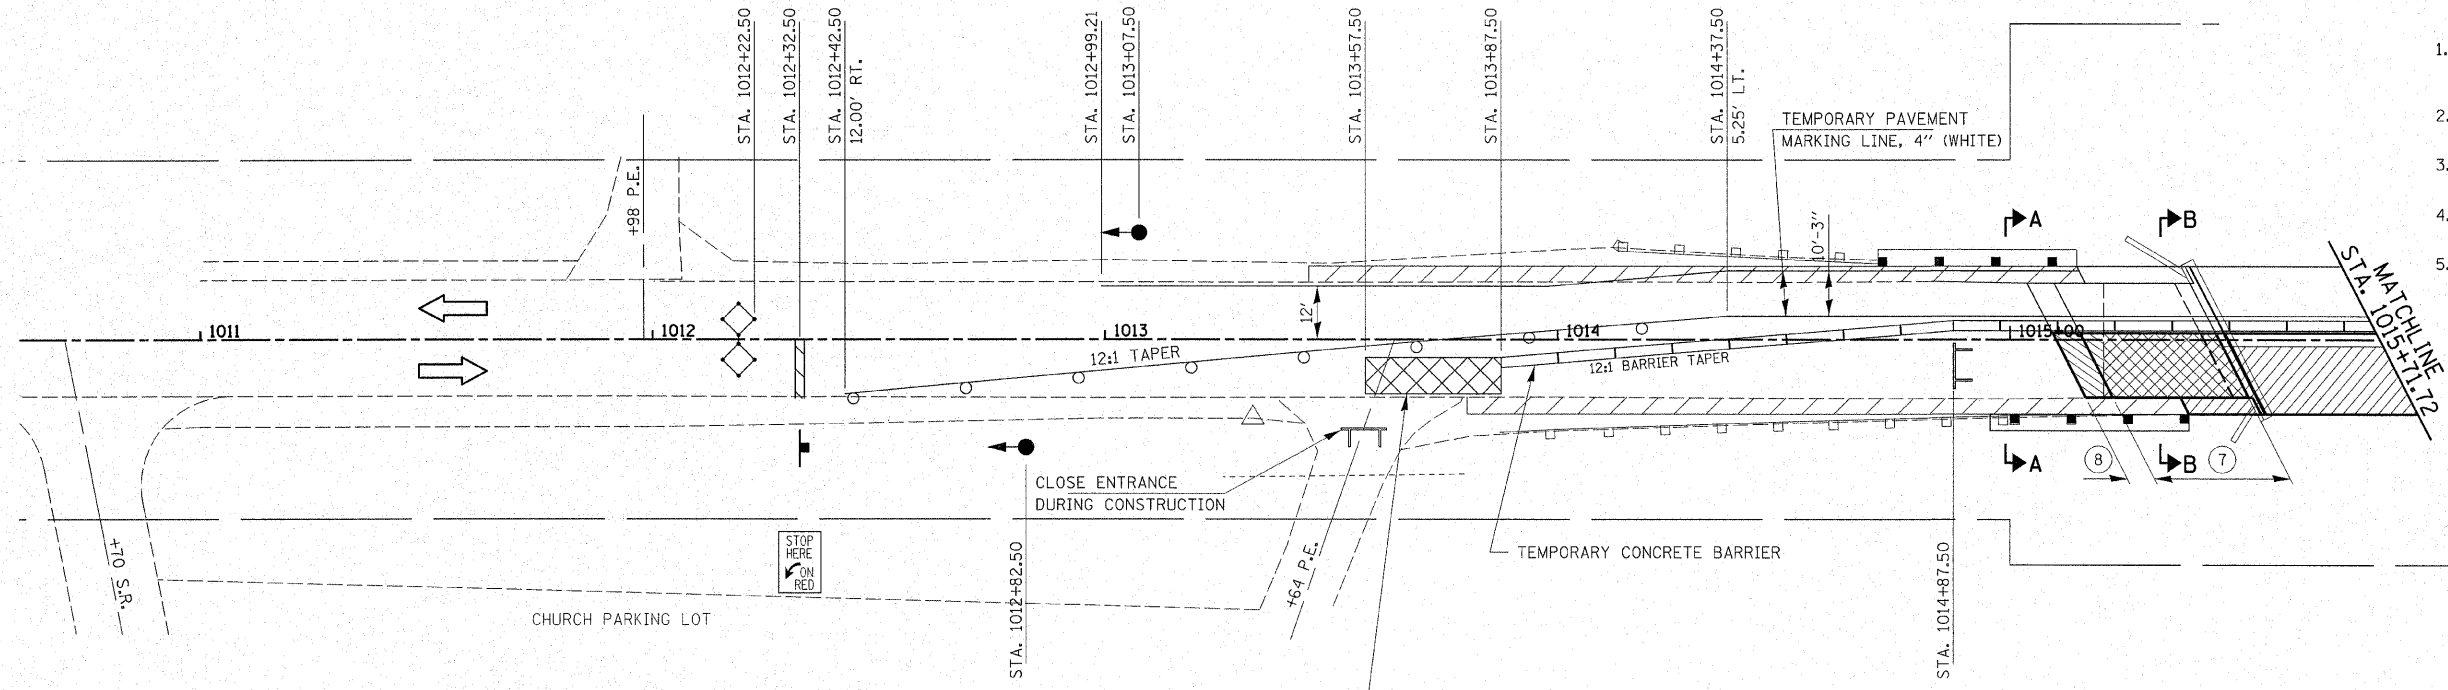 STA. 1012+22.50
STA. 1012+32.50
STA. 1012+42.50
12.00' RT.
STA. 1012+99.21
STA. 1013+07.50
STA. 1013+57.50
STA. 1013+87.50
STA. 1014+37.50
5.25' LT.
TEMPORARY PAVEMENT
MARKING LINE, 4" (WHITE)
1.
2.
3.
4.
5.
+98 P.E.
10'-3"
A
B
MATCHLINE
STA. 1015+71.72
12'
1011
1012
1013
1014
1015+00
12:1 TAPER
12:1 BARRIER TAPER
CLOSE ENTRANCE
DURING CONSTRUCTION
A
8
B
7
STOP
HERE
ON
RED
TEMPORARY CONCRETE BARRIER
+70 S.R.
+64 P.E.
STA. 1012+82.50
STA. 1014+87.50
CHURCH PARKING LOT